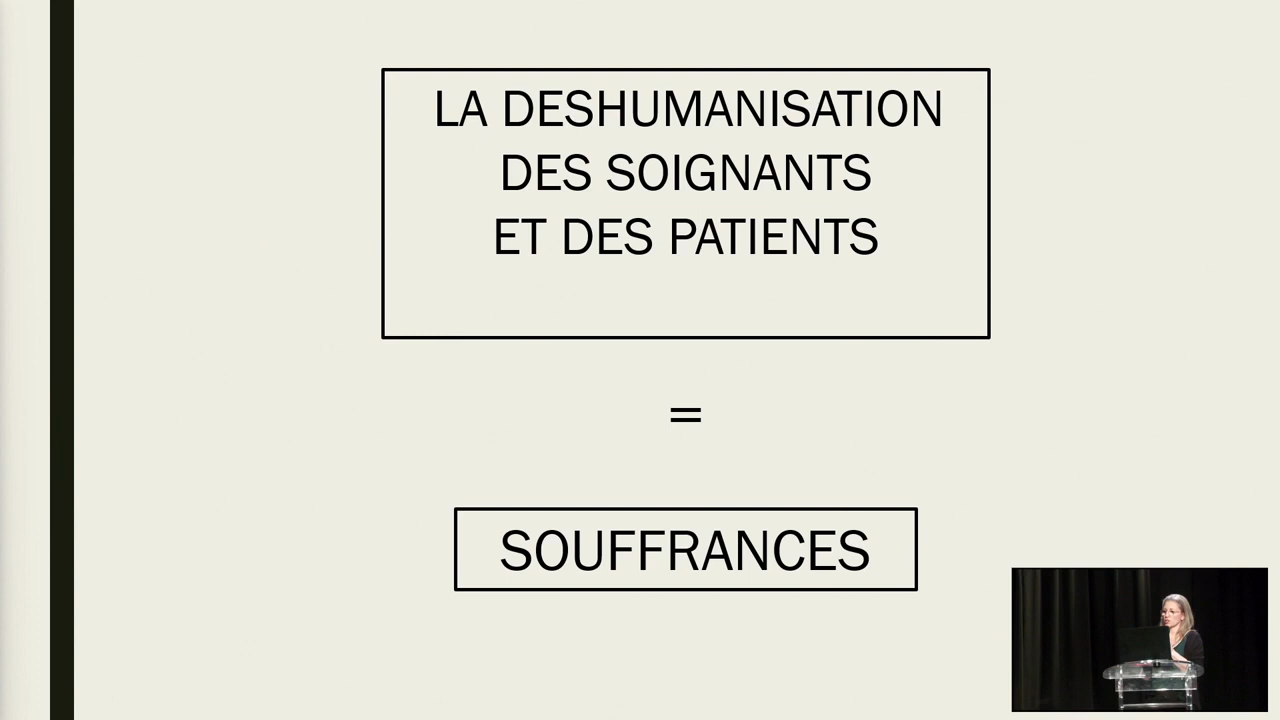 LA DESHUMANISATION
DES SOIGNANTS
ET DES PATIENTS
=
SOUFFRANCES